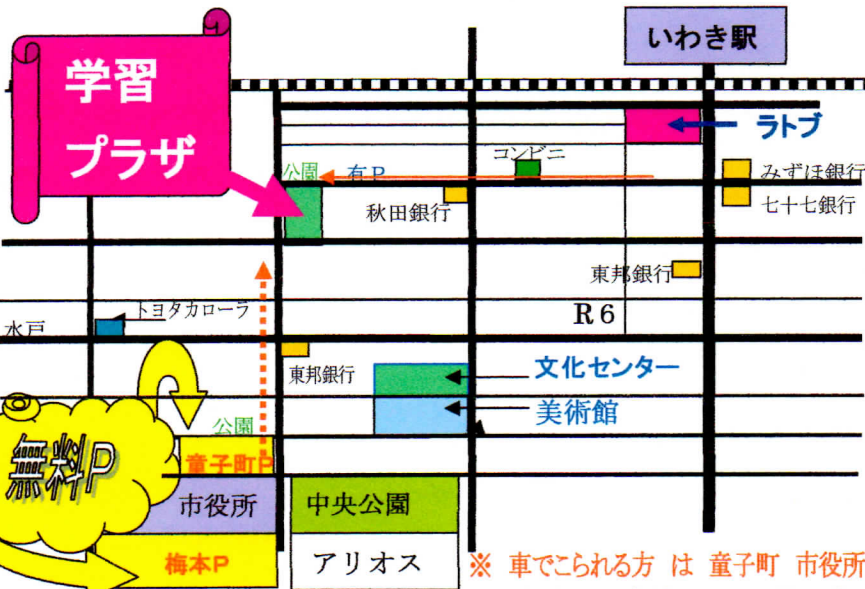 いわき駅
学習
プラザ
ラトブ
コンビニ
公園
有P
みずほ銀行
秋田銀行
七十七銀行
東邦銀行
トヨタカローラ
R6
水戸
東邦銀行
文化センター
美術館
公園
無料P
童子町P
市役所
中央公園
梅本P
アリオス
※ 車でこられる方 は 童子町 市役所